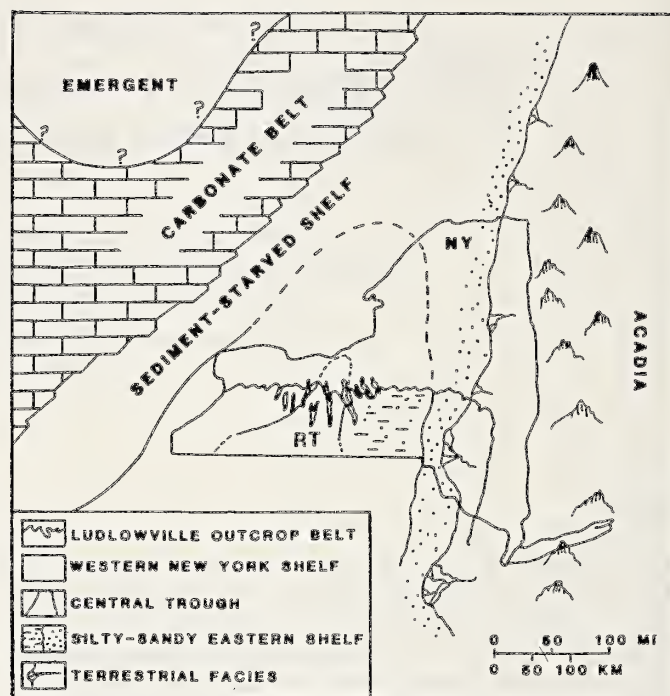 EMERGENT
?
?
?
?
CARBONATE BELT
SEDIMENT-STARVED SHELF
NY
ACADIA
RT
LUDLOWVILLE OUTCROP BELT
WESTERN NEW YORK SHELF
CENTRAL TROUGH
SILTY-SANDY EASTERN SHELF
TERRESTRIAL FACIES
0 50 100 MI
0 50 100 KM